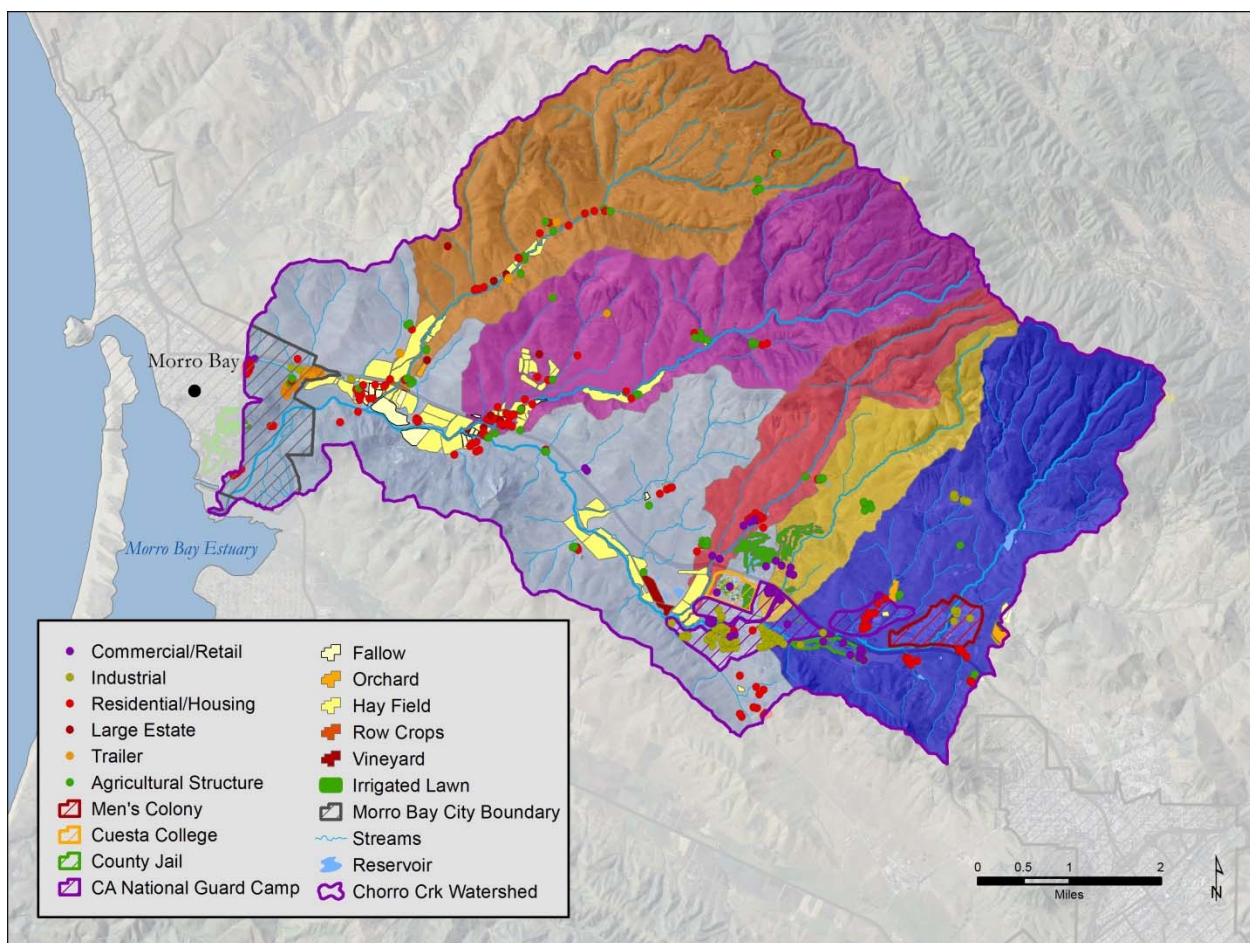 Morro Bay
Morro Bay Estuary
Commercial/Retail
Industrial
Residential/Housing
Large Estate
Trailer
Agricultural Structure
Men's Colony
Cuesta College
County Jail
CA National Guard Camp
Fallow
Orchard
Hay Field
Row Crops
Vineyard
Irrigated Lawn
Morro Bay City Boundary
Streams
Reservoir
Chorro Crk Watershed
0 0.5 1 2
Miles
N